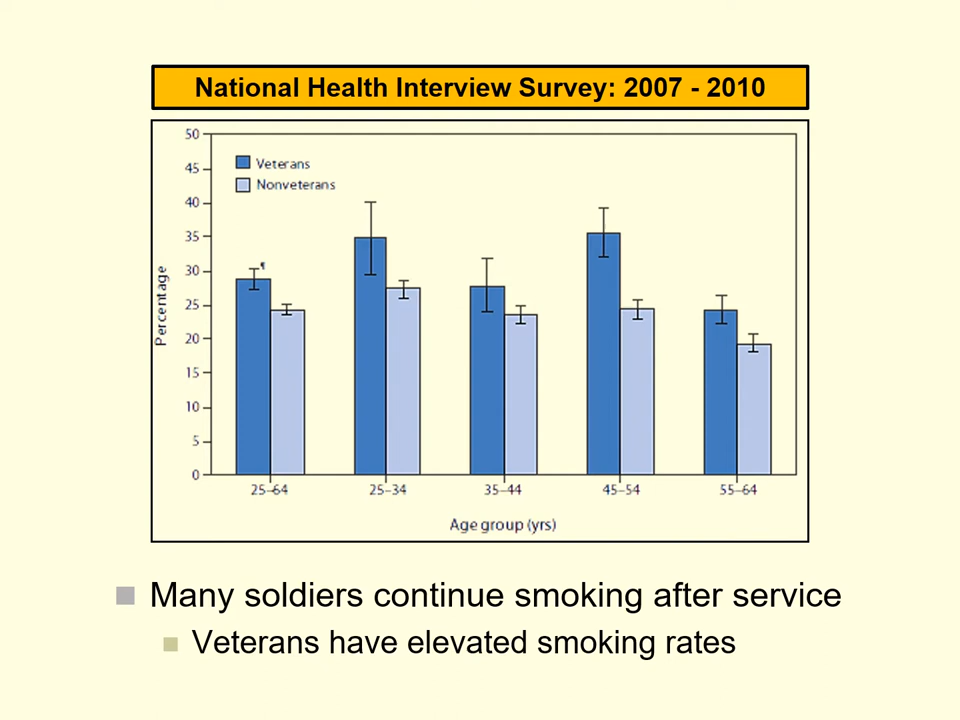 National Health Interview Survey: 2007 - 2010
50
45
40
35
30
25
20
15
10
5
0
Percentage
Veterans
Nonveterans
¶
25–64
25–34
35–44
45–54
55–64
Age group (yrs)
Many soldiers continue smoking after service
Veterans have elevated smoking rates